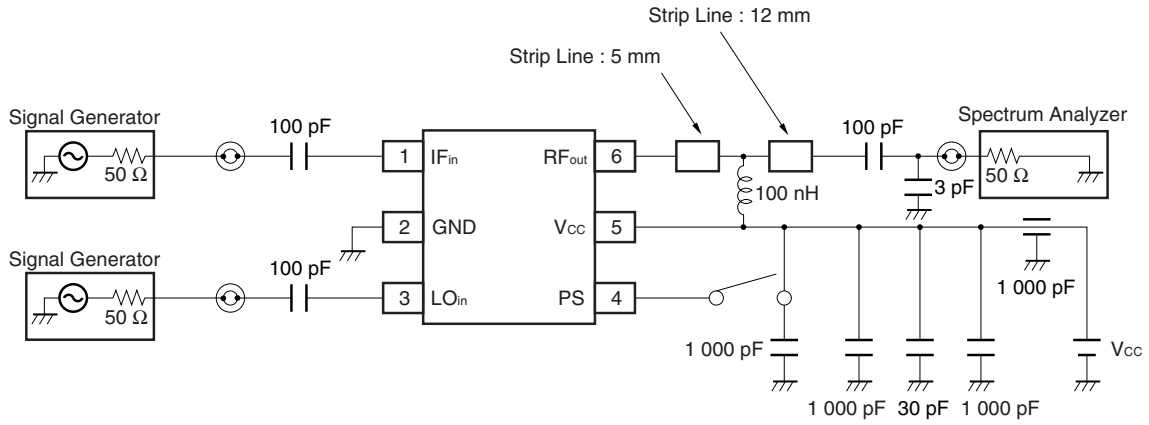 Strip Line : 12 mm
Strip Line : 5 mm
Signal Generator
50 Ω
100 pF
1
IFin
RFout
6
100 pF
Spectrum Analyzer
50 Ω
3 pF
100 nH
2
GND
VCC
5
Signal Generator
50 Ω
100 pF
3
LOin
PS
4
1 000 pF
1 000 pF
VCC
1 000 pF
30 pF
1 000 pF